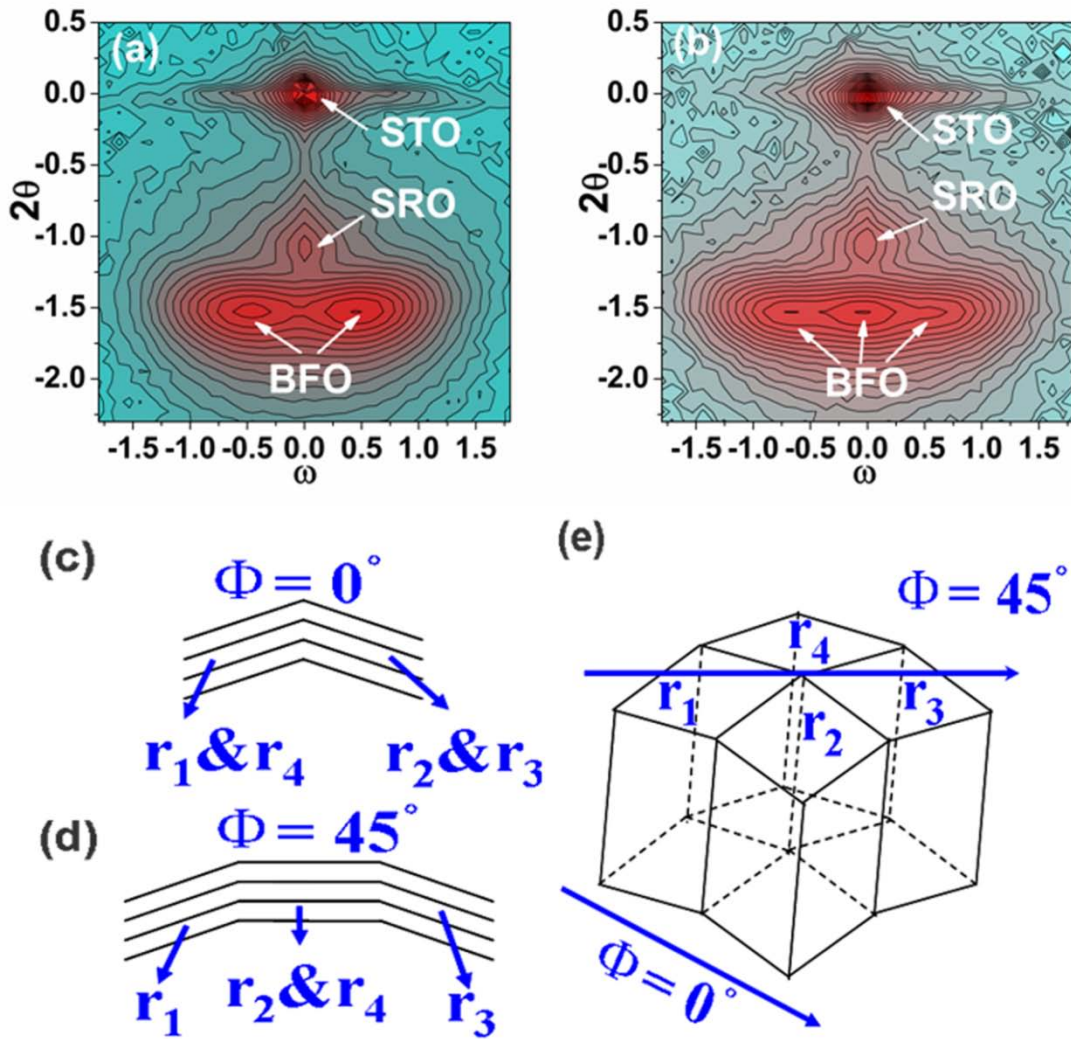 (a)
0.5
0.0
-0.5
-1.0
-1.5
-2.0
2θ
STO
SRO
BFO
-1.5 -1.0 -0.5 0.0 0.5 1.0 1.5
ω
(b)
0.5
0.0
-0.5
-1.0
-1.5
-2.0
2θ
STO
SRO
BFO
-1.5 -1.0 -0.5 0.0 0.5 1.0 1.5
ω
(c)
Φ = 0°
r1&r4 r2&r3
(d)
Φ = 45°
r1
r2&r4
r3
(e)
Φ = 45°
r4
r1
r3
r2
Φ = 0°